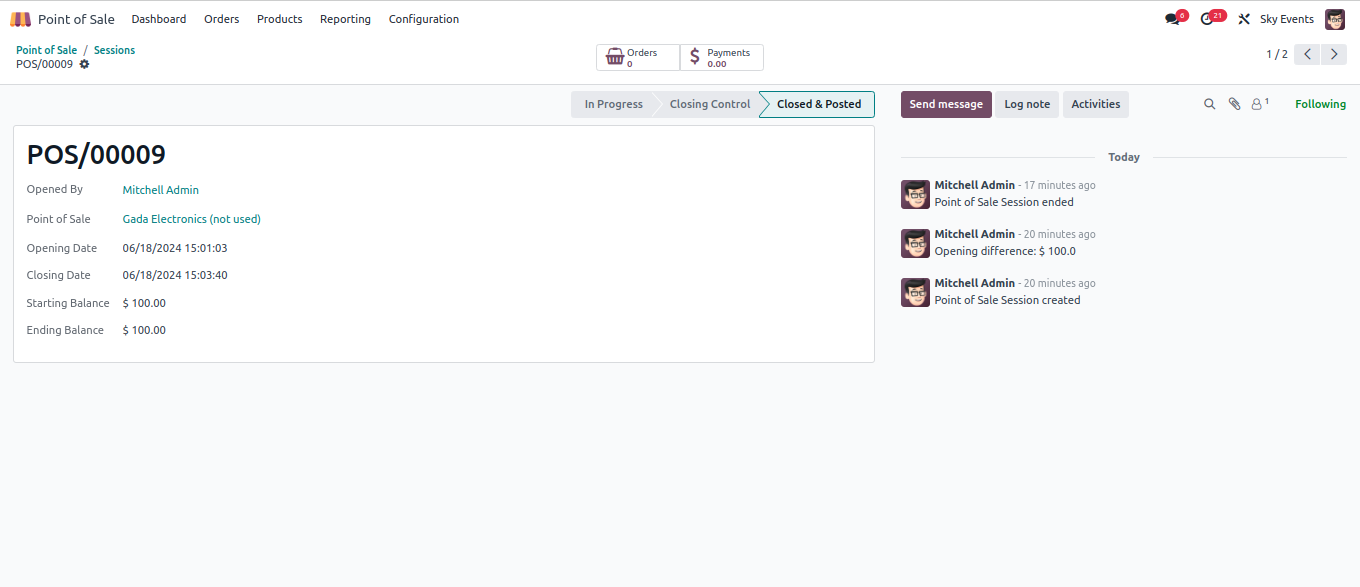 Point of Sale Dashboard Orders Products Reporting Configuration 6 21 Sky Events
Point of Sale / Sessions
POS/00009
Orders
0
Payments
0.00
1 / 2
In Progress Closing Control Closed & Posted
Send message Log note Activities 1 Following
POS/00009
Opened By Mitchell Admin
Point of Sale Gada Electronics (not used)
Opening Date 06/18/2024 15:01:03
Closing Date 06/18/2024 15:03:40
Starting Balance $ 100.00
Ending Balance $ 100.00
Today
Mitchell Admin - 17 minutes ago
Point of Sale Session ended
Mitchell Admin - 20 minutes ago
Opening difference: $ 100.0
Mitchell Admin - 20 minutes ago
Point of Sale Session created